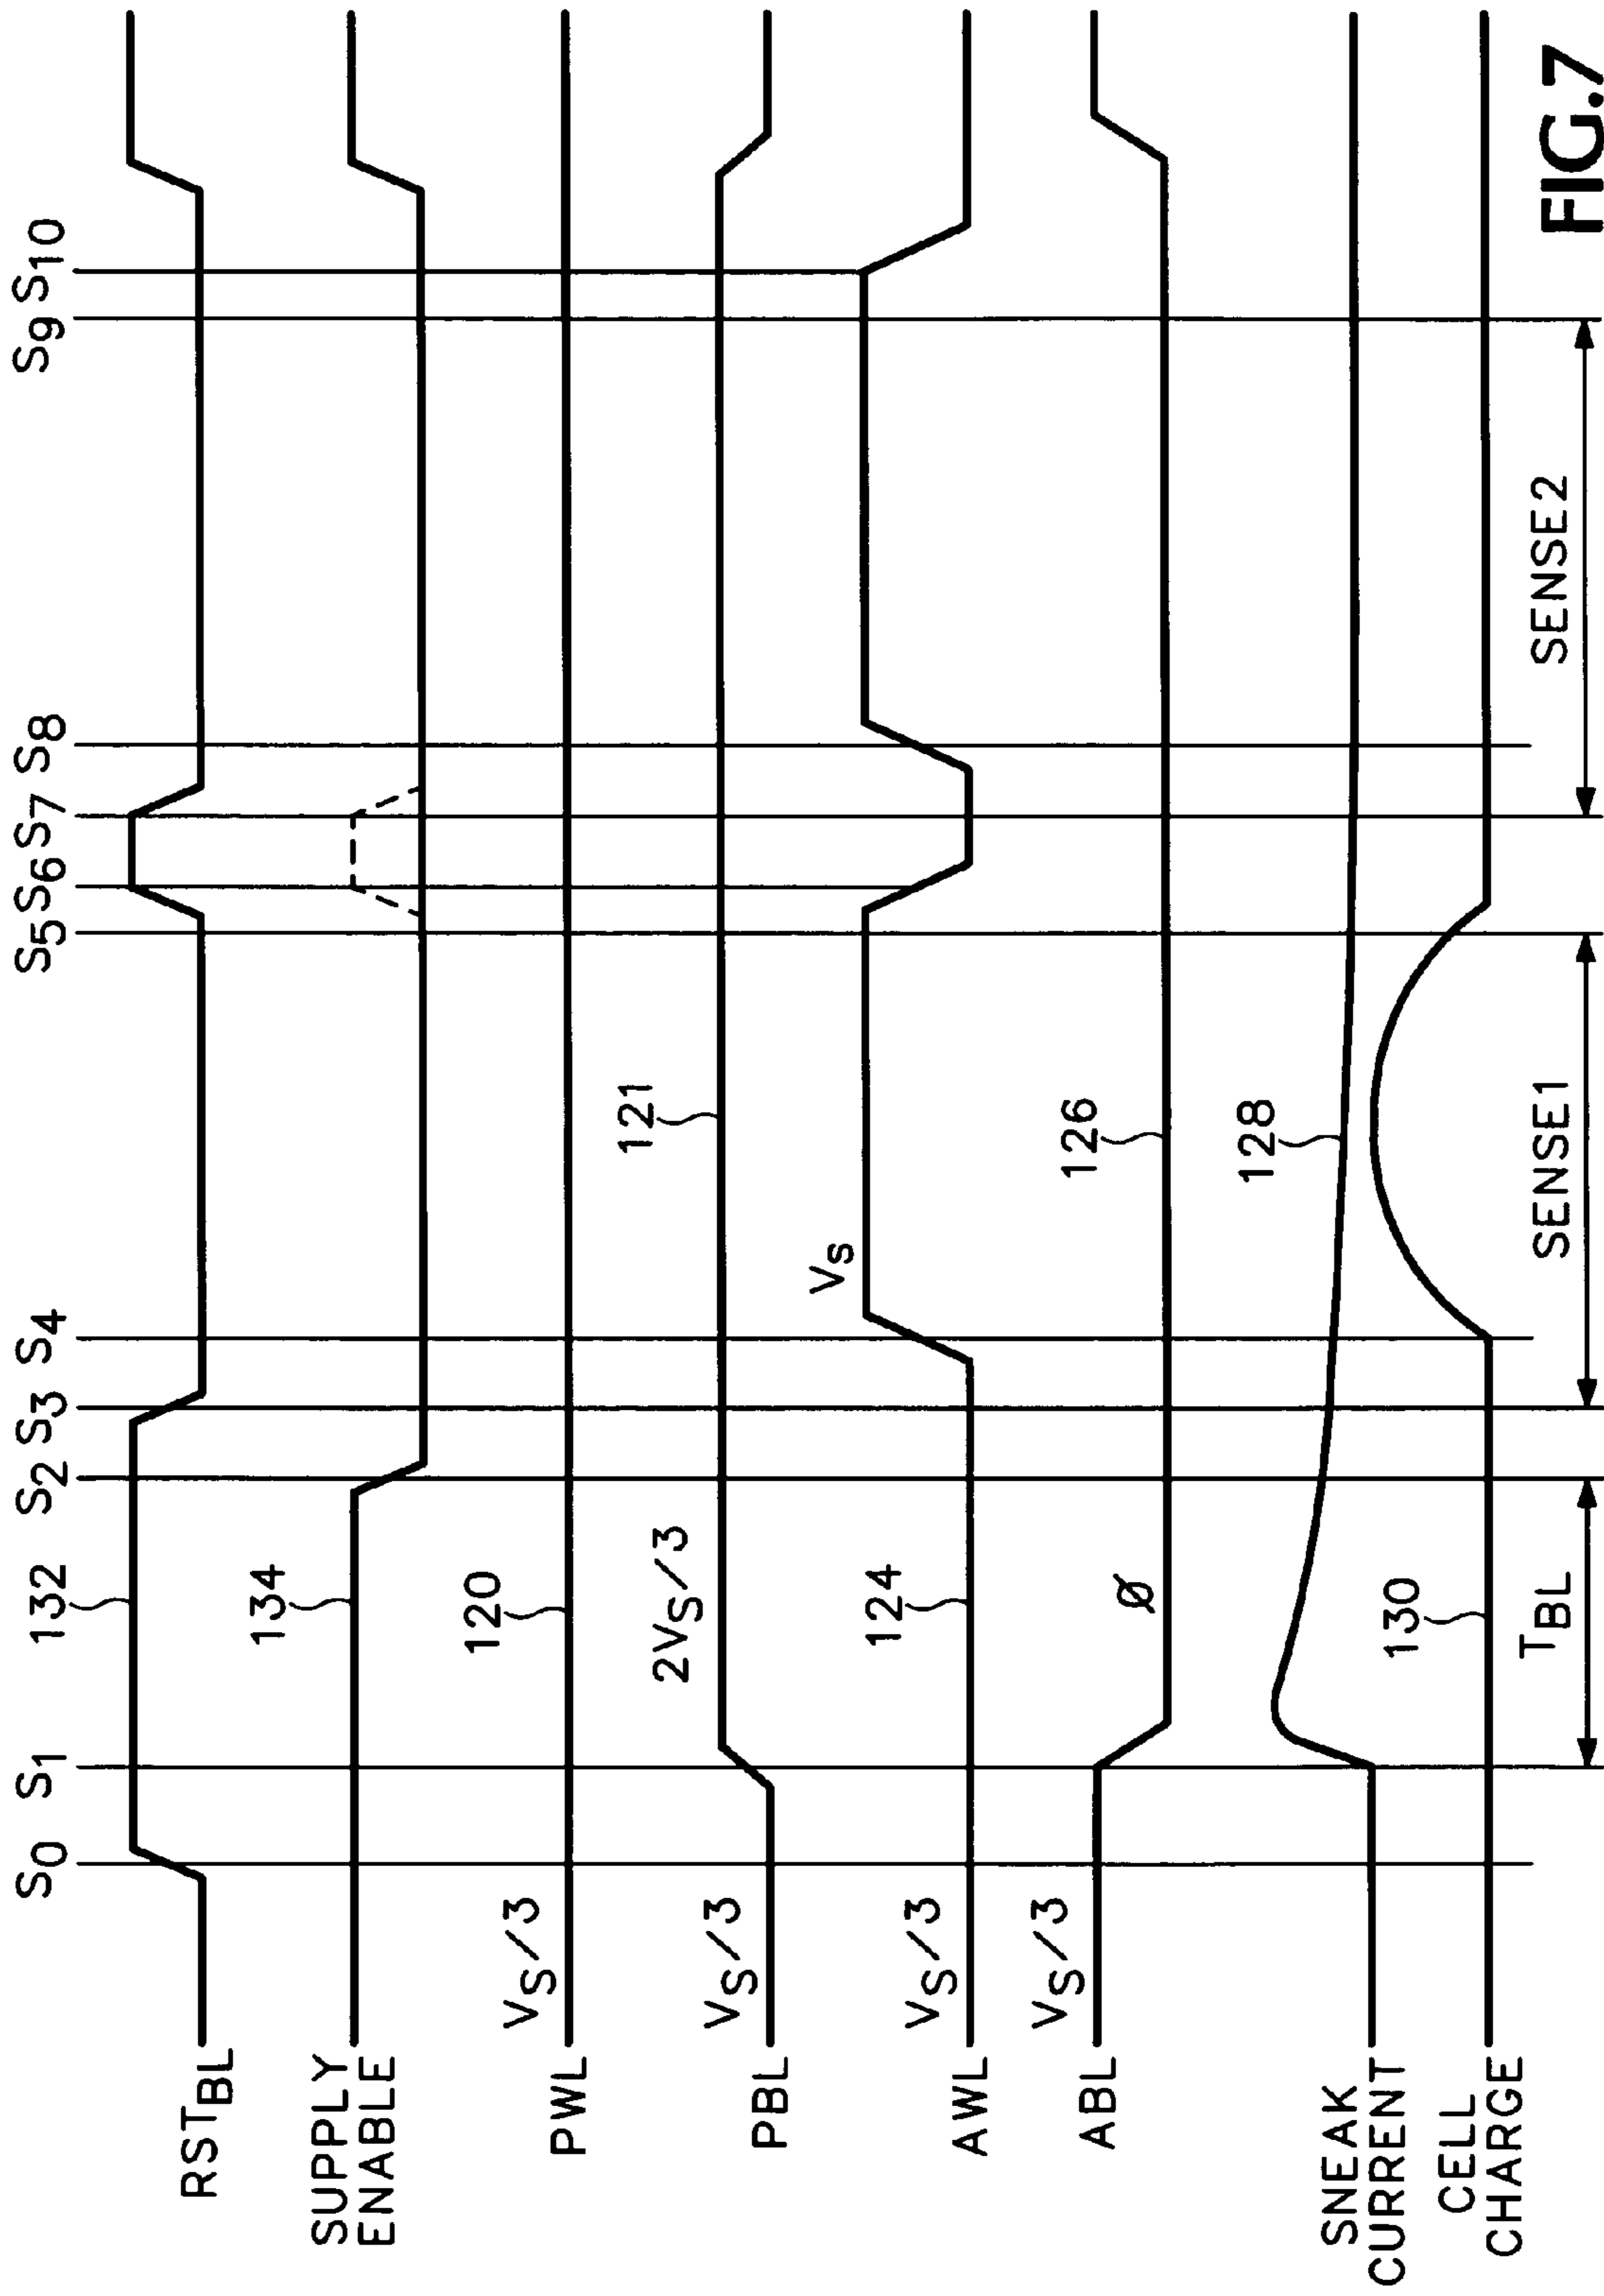 S0 S1 S2 S3 S4 S5 S6 S7 S8 S9 S10
RSTBL
132
SUPPLY
ENABLE
134
PWL
VS/3
120
PBL
VS/3
2VS/3
121
AWL
VS/3
124
VS
ABL
VS/3
Ø
126
SNEAK
CURRENT
128
CELL
CHARGE
130
TBL
SENSE1
SENSE2
FIG.7